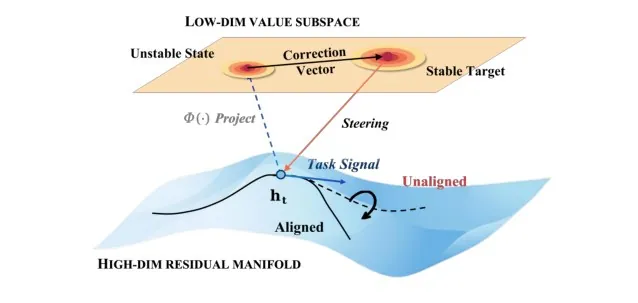 LOW-DIM VALUE SUBSPACE
Unstable State
Correction
Vector
Stable Target
Φ(·) Project
Steering
Task Signal
Unaligned
h_t
Aligned
HIGH-DIM RESIDUAL MANIFOLD